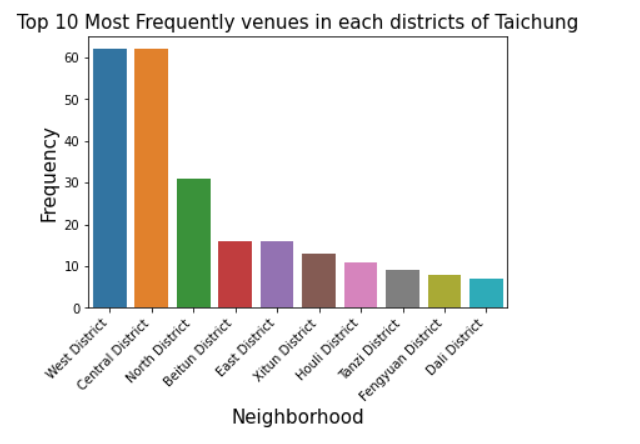 Top 10 Most Frequently venues in each districts of Taichung
Frequency
60
50
40
30
20
10
0
West District
Central District
North District
Beitun District
East District
Xitun District
Houli District
Tanzi District
Fengyuan District
Dali District
Neighborhood